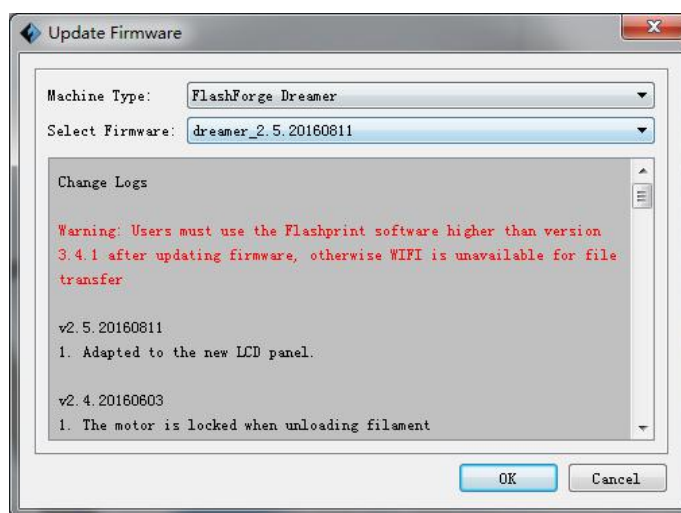 Update Firmware
Machine Type: FlashForge Dreamer
Select Firmware: dreamer_2.5.20160811
Change Logs
Warning: Users must use the Flashprint software higher than version
3.4.1 after updating firmware, otherwise WIFI is unavailable for file
transfer
v2.5.20160811
1. Adapted to the new LCD panel.
v2.4.20160603
1. The motor is locked when unloading filament
OK Cancel